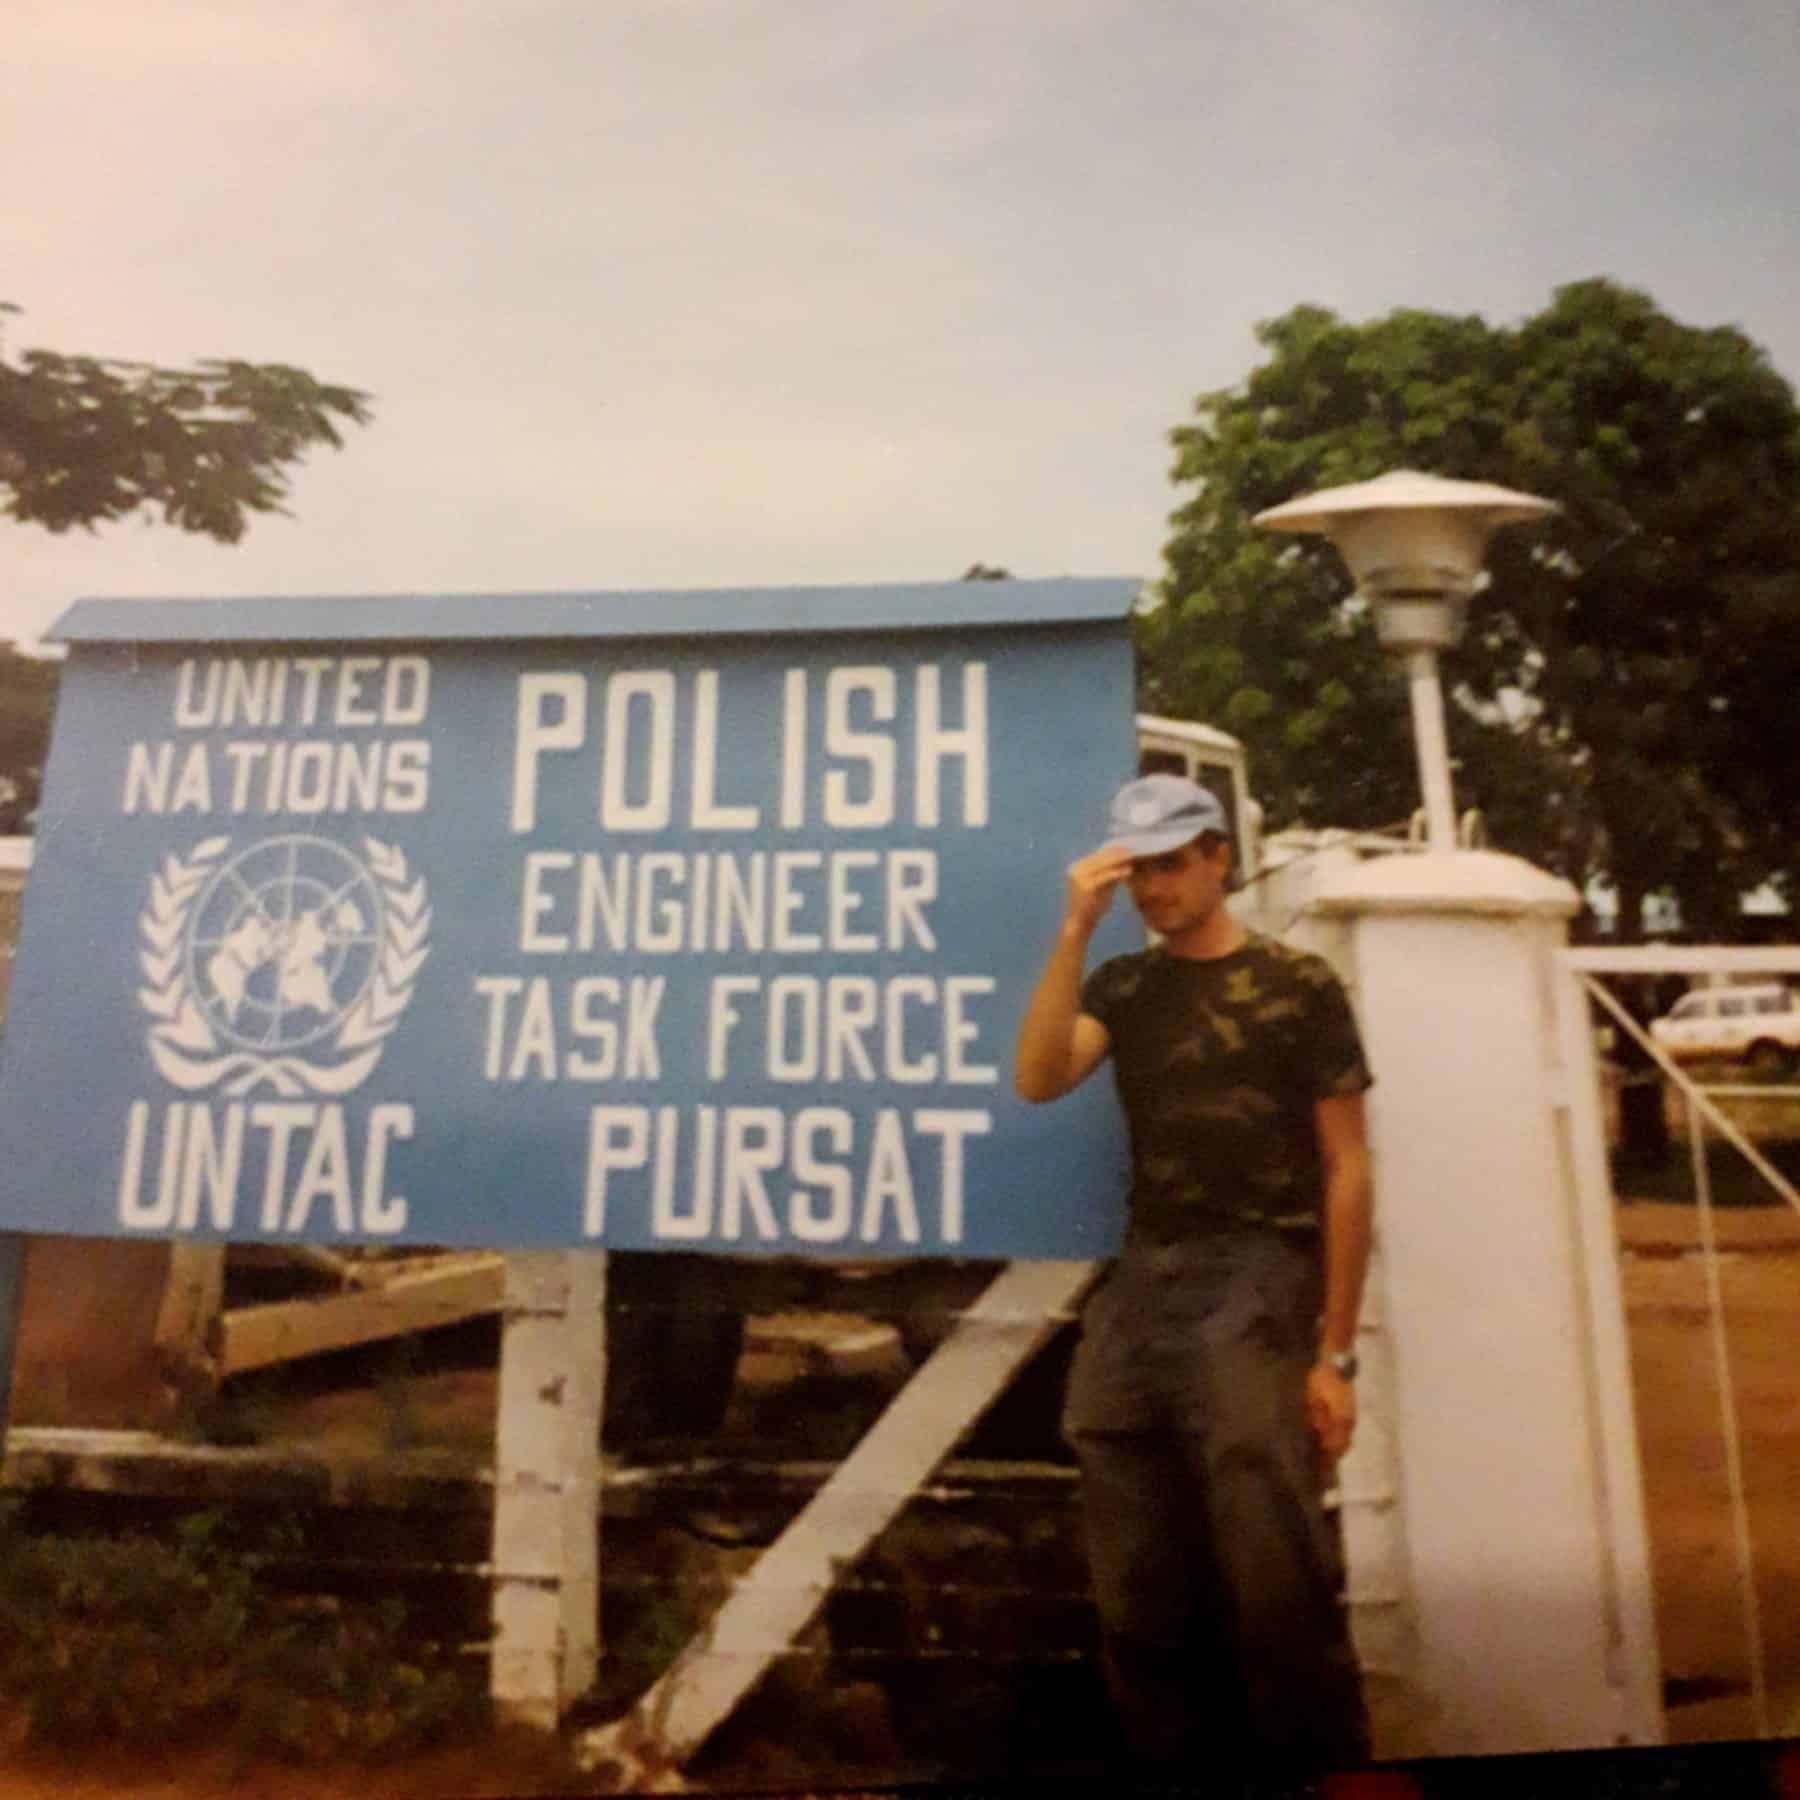 UNITED
NATIONS
UNTAC
POLISH
ENGINEER
TASK FORCE
PURSAT